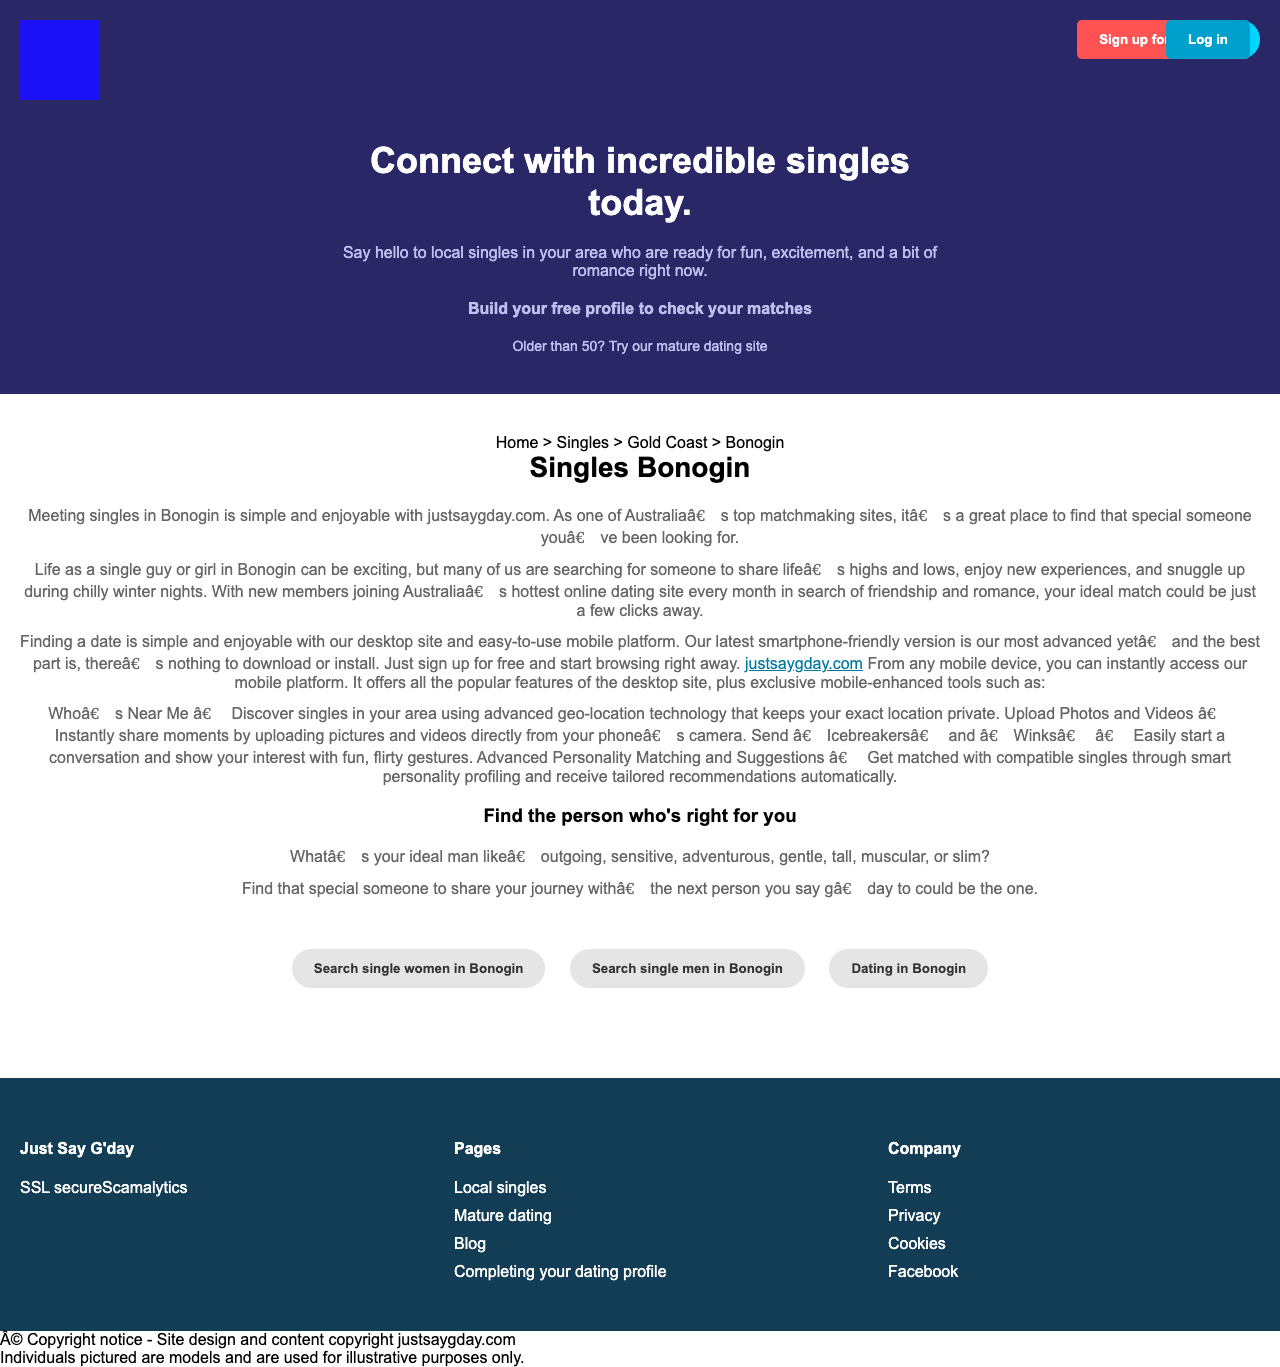 Sign up for
Log in
Connect with incredible singles
today.
Say hello to local singles in your area who are ready for fun, excitement, and a bit of
romance right now.
Build your free profile to check your matches
Older than 50? Try our mature dating site
Home > Singles > Gold Coast > Bonogin
Singles Bonogin
Meeting singles in Bonogin is simple and enjoyable with justsaygday.com. As one of Australiaâ€ s top matchmaking sites, itâ€ s a great place to find that special someone
youâ€ ve been looking for.
Life as a single guy or girl in Bonogin can be exciting, but many of us are searching for someone to share lifeâ€ s highs and lows, enjoy new experiences, and snuggle up
during chilly winter nights. With new members joining Australiaâ€ s hottest online dating site every month in search of friendship and romance, your ideal match could be just
a few clicks away.
Finding a date is simple and enjoyable with our desktop site and easy-to-use mobile platform. Our latest smartphone-friendly version is our most advanced yetâ€ and the best
part is, thereâ€ s nothing to download or install. Just sign up for free and start browsing right away. justsaygday.com From any mobile device, you can instantly access our
mobile platform. It offers all the popular features of the desktop site, plus exclusive mobile-enhanced tools such as:
Whoâ€ s Near Me â€ Discover singles in your area using advanced geo-location technology that keeps your exact location private. Upload Photos and Videos â€
Instantly share moments by uploading pictures and videos directly from your phoneâ€ s camera. Send â€ Icebreakersâ€ and â€ Winksâ€ â€ Easily start a
conversation and show your interest with fun, flirty gestures. Advanced Personality Matching and Suggestions â€ Get matched with compatible singles through smart
personality profiling and receive tailored recommendations automatically.
Find the person who's right for you
Whatâ€ s your ideal man likeâ€ outgoing, sensitive, adventurous, gentle, tall, muscular, or slim?
Find that special someone to share your journey withâ€ the next person you say gâ€ day to could be the one.
Search single women in Bonogin
Search single men in Bonogin
Dating in Bonogin
Just Say G'day
SSL secureScamalytics
Pages
Local singles
Mature dating
Blog
Completing your dating profile
Company
Terms
Privacy
Cookies
Facebook
Â© Copyright notice - Site design and content copyright justsaygday.com
Individuals pictured are models and are used for illustrative purposes only.